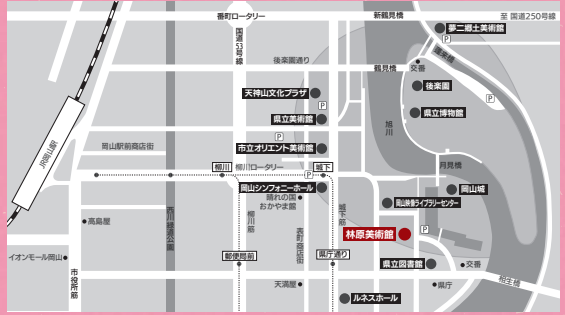 番町ロータリー
新鶴見橋
至 国道250号線
夢二郷土美術館
P
国道53号線
蓬莱橋
後楽園通り
鶴見橋
交番
天神山文化プラザ
後楽園
P
P
県立美術館
県立博物館
旭川
P
市立オリエント美術館
JR岡山駅
岡山駅前商店街
月見橋
柳川
柳川ロータリー
城下
P
岡山シンフォニーホール
岡山城
晴れの国
おかやま館
岡山映像ライブラリーセンター
高島屋
西川緑道公園
柳川筋
表町商店街
城下筋
林原美術館
P
イオンモール岡山
市役所筋
郵便局前
県庁通り
県立図書館
交番
相生橋
天満屋
県庁
ルネスホール